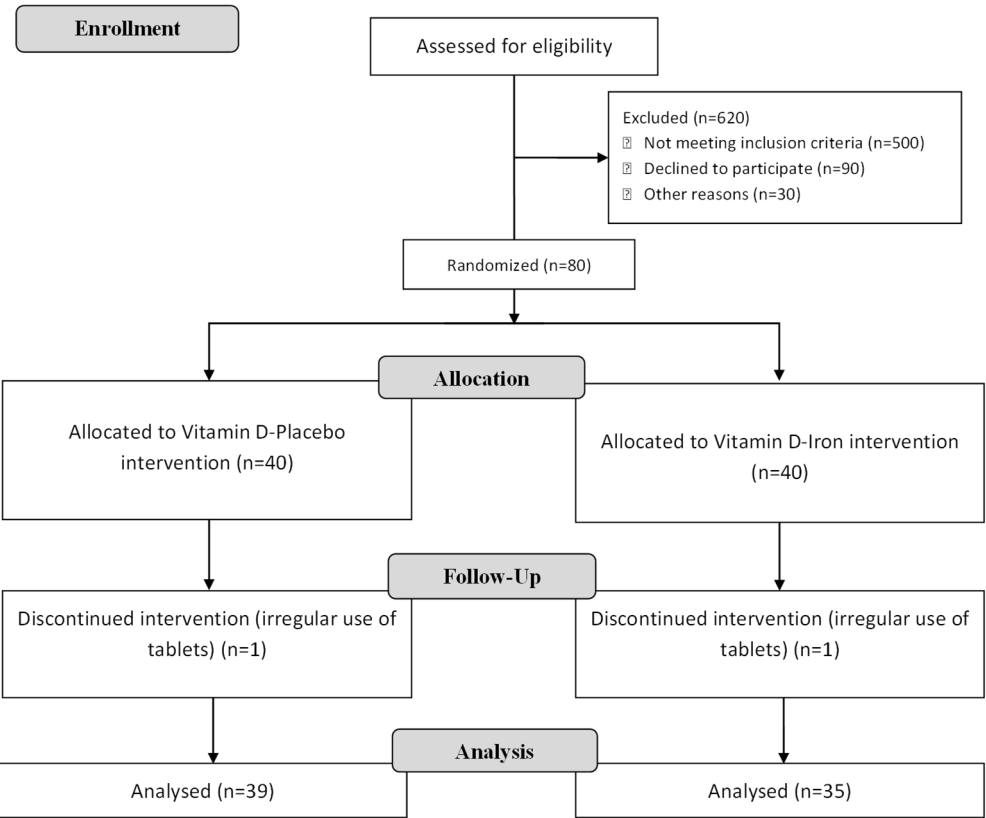 Enrollment
Assessed for eligibility
Excluded (n=620)
Not meeting inclusion criteria (n=500)
Declined to participate (n=90)
Other reasons (n=30)
Randomized (n=80)
Allocation
Allocated to Vitamin D-Placebo
intervention (n=40)
Allocated to Vitamin D-Iron intervention
(n=40)
Follow-Up
Discontinued intervention (irregular use of
tablets) (n=1)
Discontinued intervention (irregular use of
tablets) (n=1)
Analysis
Analysed (n=39)
Analysed (n=35)